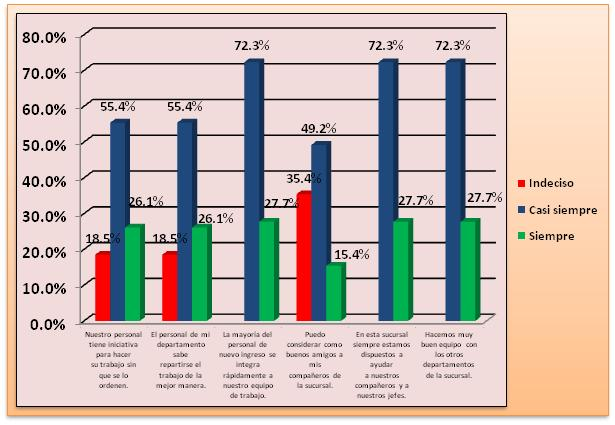 80.0%
70.0%
60.0%
50.0%
40.0%
30.0%
20.0%
10.0%
0.0%
18.5%
55.4%
26.1%
18.5%
55.4%
26.1%
72.3%
27.7%
35.4%
49.2%
15.4%
72.3%
27.7%
72.3%
27.7%
Nuestro personal
tiene iniciativa
para hacer
su trabajo sin
que se lo
ordenen.
El personal de mi
departamento
sabe
repartirse el
trabajo de la
mejor manera.
La mayoría del
personal de
nuevo ingreso se
integra
rápidamente a
nuestro equipo
de trabajo.
Puedo
considerar como
buenos amigos a
mis
compañeros de
la sucursal.
En esta sucursal
siempre estamos
dispuestos a
ayudar
a nuestros
compañeros y a
nuestros jefes.
Hacemos muy
buen equipo con
los otros
departamentos
de la sucursal.
Indeciso
Casi siempre
Siempre